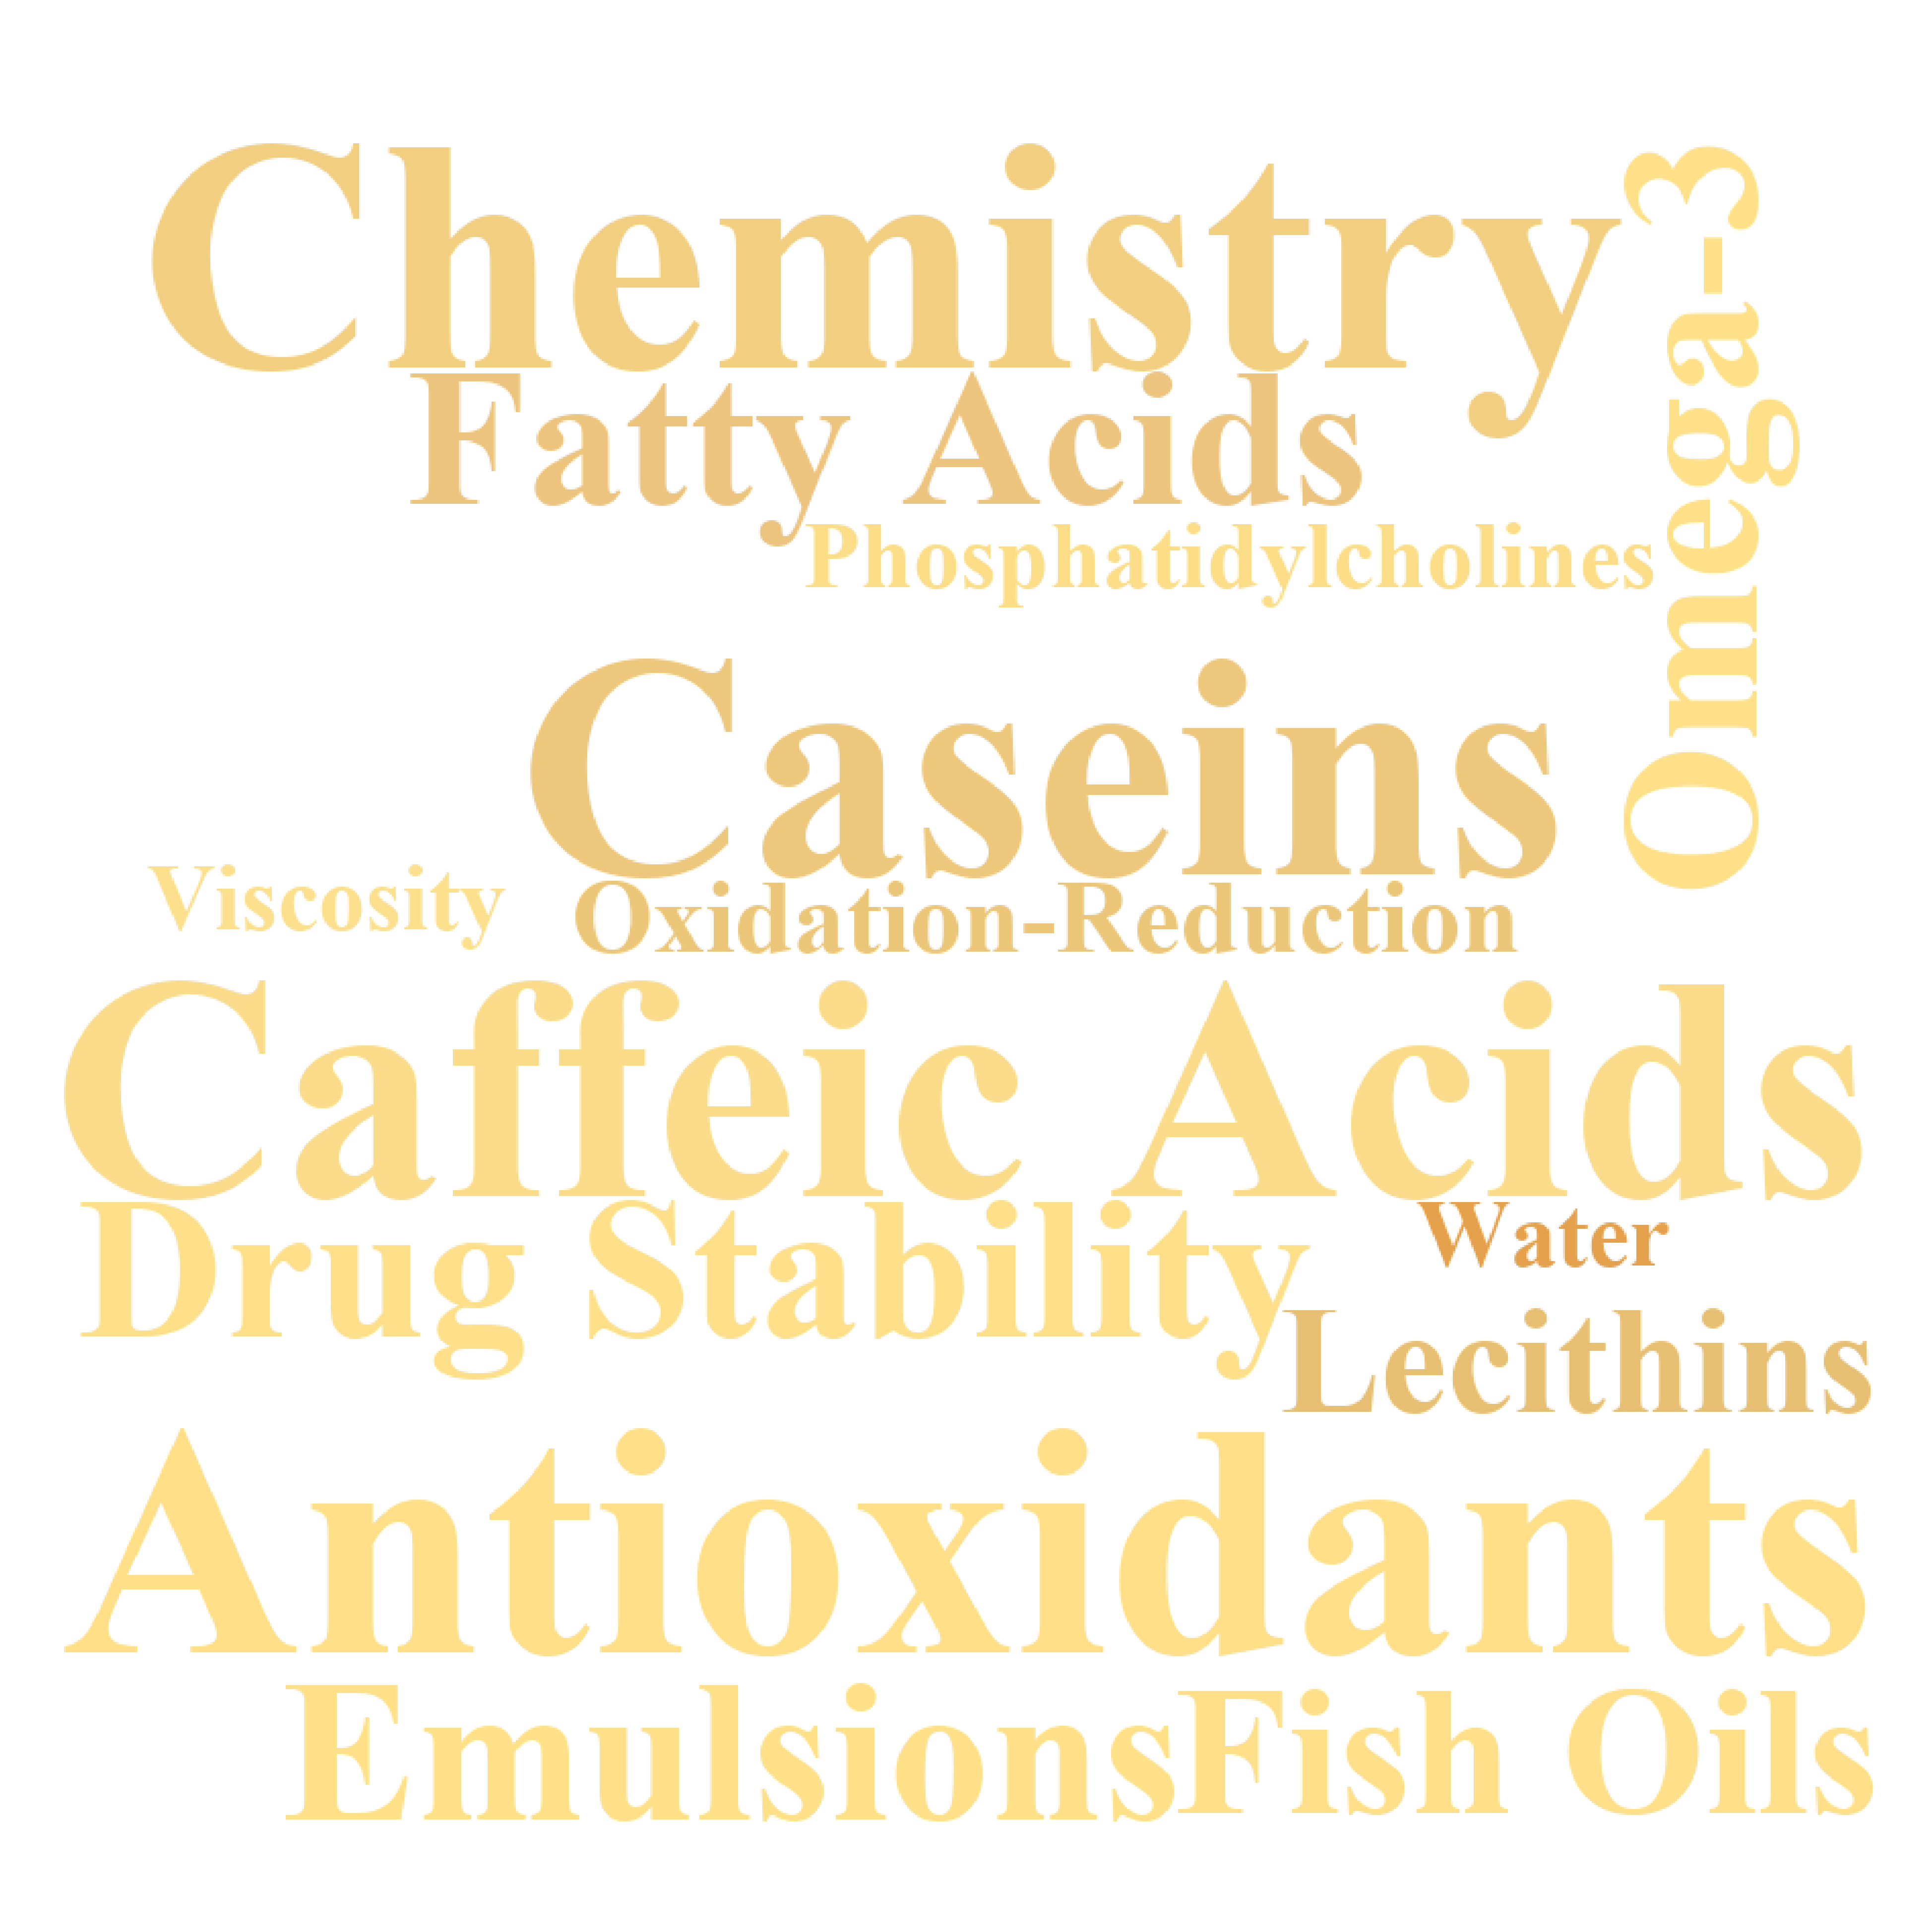 Chemistry
Omega-3
Fatty Acids
Phosphatidylcholines
Caseins
Viscosity
Oxidation-Reduction
Caffeic Acids
Drug Stability
Water
Lecithins
Antioxidants
Emulsions
Fish Oils